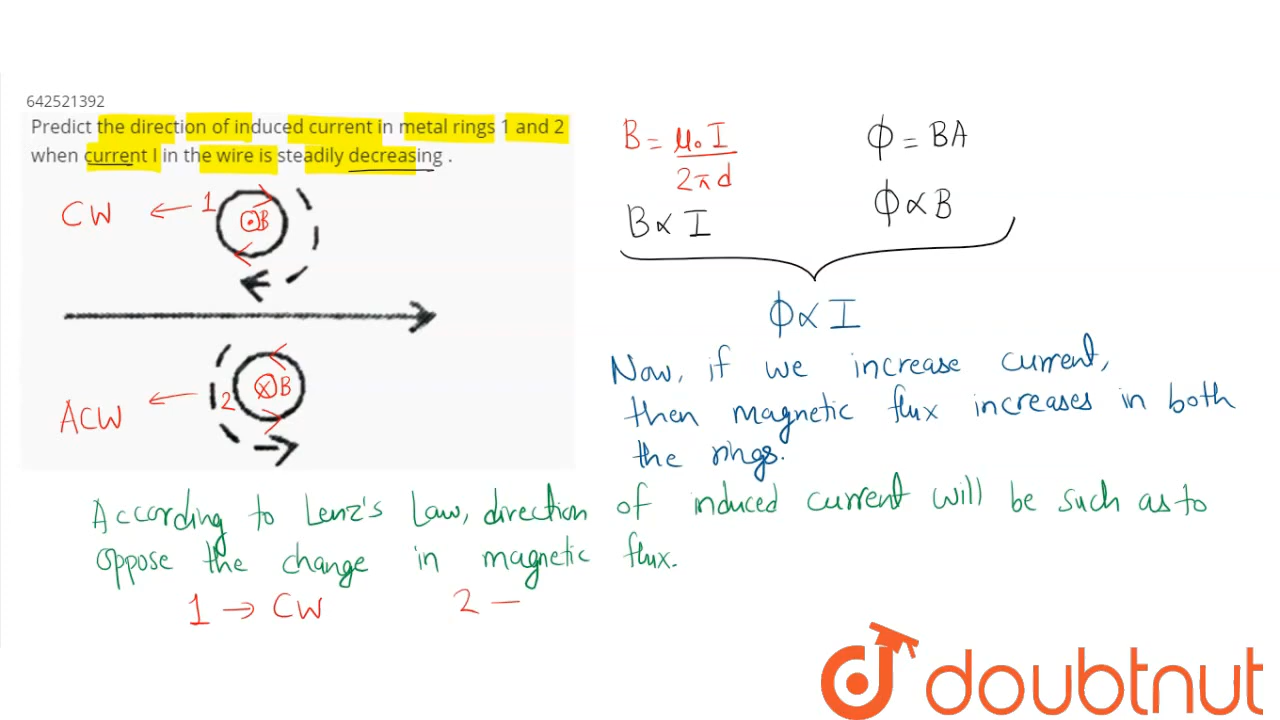 642521392
Predict the direction of induced current in metal rings 1 and 2
when current I in the wire is steadily decreasing .
CW ← 1
⊙B
ACW ← 2
⊗B
B = μ₀ I / 2π d
B ∝ I
ϕ = BA
ϕ ∝ B
ϕ ∝ I
Now, if we increase current,
then magnetic flux increases in both
the rings.
According to Lenz's Law, direction of induced current will be such as to
oppose the change in magnetic flux.
1 → CW 2 —
doubtnut